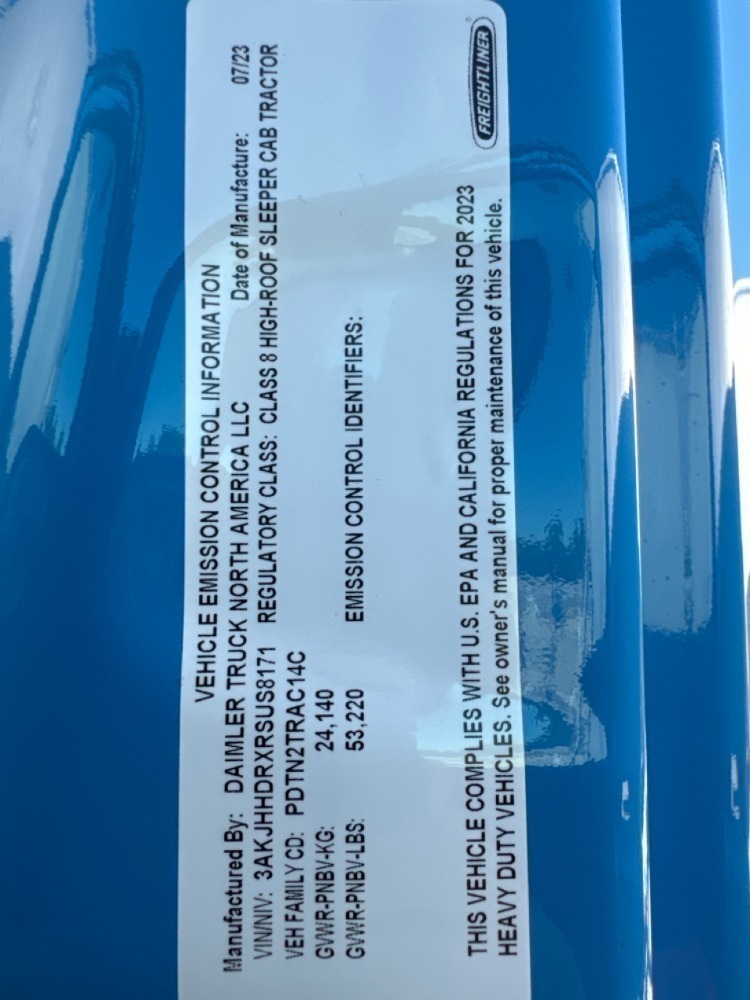 VEHICLE EMISSION CONTROL INFORMATION
Manufactured By: DAIMLER TRUCK NORTH AMERICA LLC Date of Manufacture: 07/23
VIN/NIV: 3AKJHHDRXRSUS8171 REGULATORY CLASS: CLASS 8 HIGH-ROOF SLEEPER CAB TRACTOR
VEH FAMILY CD: PDTN2TRAC14C
GVWR-PNBV-KG: 24,140
GVWR-PNBV-LBS: 53,220 EMISSION CONTROL IDENTIFIERS:
THIS VEHICLE COMPLIES WITH U.S. EPA AND CALIFORNIA REGULATIONS FOR 2023
HEAVY DUTY VEHICLES. See owner's manual for proper maintenance of this vehicle.
FREIGHTLINER